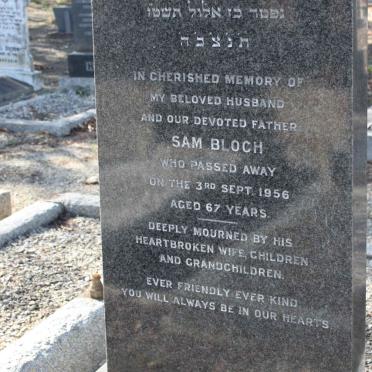 נפטר כז אלול תשטז
ת נ צ ב ה
IN CHERISHED MEMORY OF
MY BELOVED HUSBAND
AND OUR DEVOTED FATHER
SAM BLOCH
WHO PASSED AWAY
ON THE 3RD SEPT. 1956
AGED 67 YEARS.
DEEPLY MOURNED BY HIS
HEARTBROKEN WIFE, CHILDREN
AND GRANDCHILDREN.
EVER FRIENDLY EVER KIND
YOU WILL ALWAYS BE IN OUR HEARTS